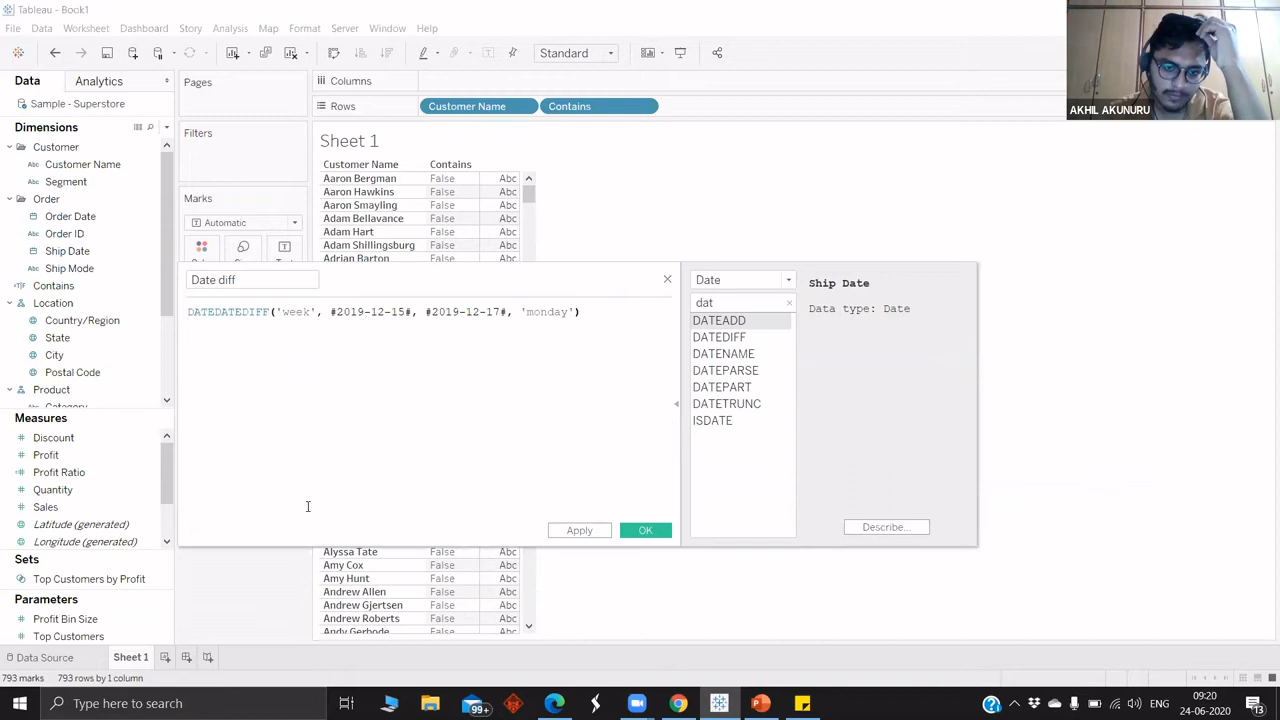 Tableau - Book1
File Data Worksheet Dashboard Story Analysis Map Format Server Window Help
Standard
AKHIL AKUNURU
Data Analytics
Pages
Columns
Sample - Superstore
Rows Customer Name Contains
Dimensions
Filters
Sheet 1
Customer
Abc Customer Name
Abc Segment
Order
Order Date
Abc Order ID
Ship Date
Abc Ship Mode
Contains
Location
Country/Region
State
City
Postal Code
Product
Marks
Automatic
Customer Name Contains
Aaron Bergman False Abc
Aaron Hawkins False Abc
Aaron Smayling False Abc
Adam Bellavance False Abc
Adam Hart False Abc
Adam Shillingsburg False Abc
Adrian Barton False Abc
Date diff
DATEDATEDIFF('week', #2019-12-15#, #2019-12-17#, 'monday')
Apply OK
Date
dat
DATEADD
DATEDIFF
DATENAME
DATEPARSE
DATEPART
DATETRUNC
ISDATE
Ship Date
Data type: Date
Describe...
Measures
Discount
Profit
Profit Ratio
Quantity
Sales
Latitude (generated)
Longitude (generated)
Sets
Top Customers by Profit
Parameters
Profit Bin Size
Top Customers
Alyssa Tate False Abc
Amy Cox False Abc
Amy Hunt False Abc
Andrew Allen False Abc
Andrew Gjertsen False Abc
Andrew Roberts False Abc
Andy Gerbode False Abc
Data Source Sheet 1
793 marks 793 rows by 1 column
Type here to search
99+
ENG
09:20
24-06-2020